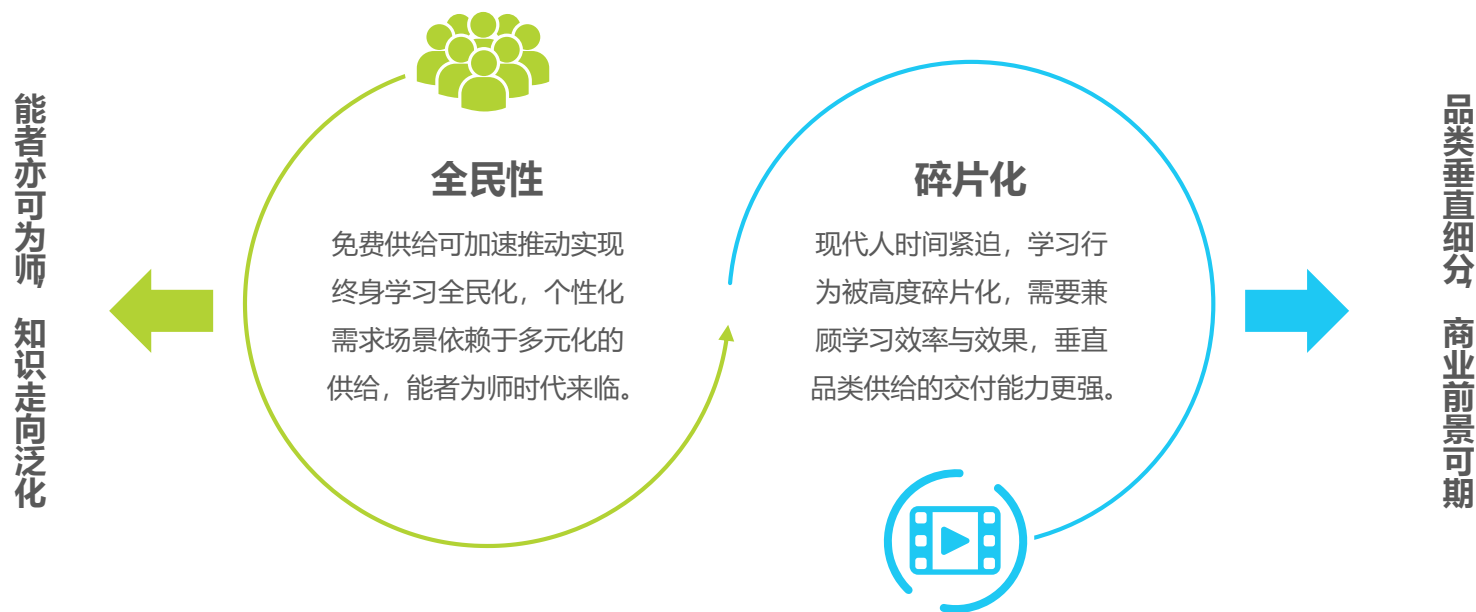 能者亦可为师，知识走向泛化
全民性
免费供给可加速推动实现
终身学习全民化，个性化
需求场景依赖于多元化的
供给，能者为师时代来临。
碎片化
现代人时间紧迫，学习行
为被高度碎片化，需要兼
顾学习效率与效果，垂直
品类供给的交付能力更强。
品类垂直细分，商业前景可期